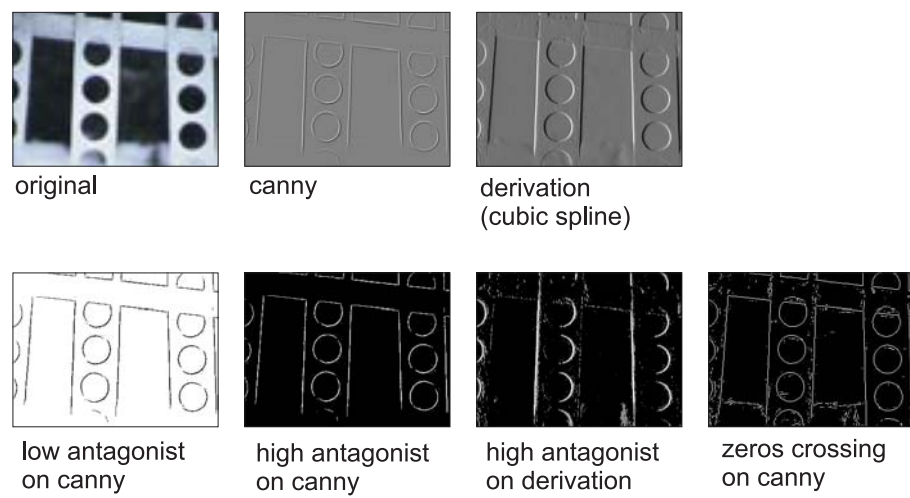 original
canny
derivation
(cubic spline)
low antagonist
on canny
high antagonist
on canny
high antagonist
on derivation
zeros crossing
on canny